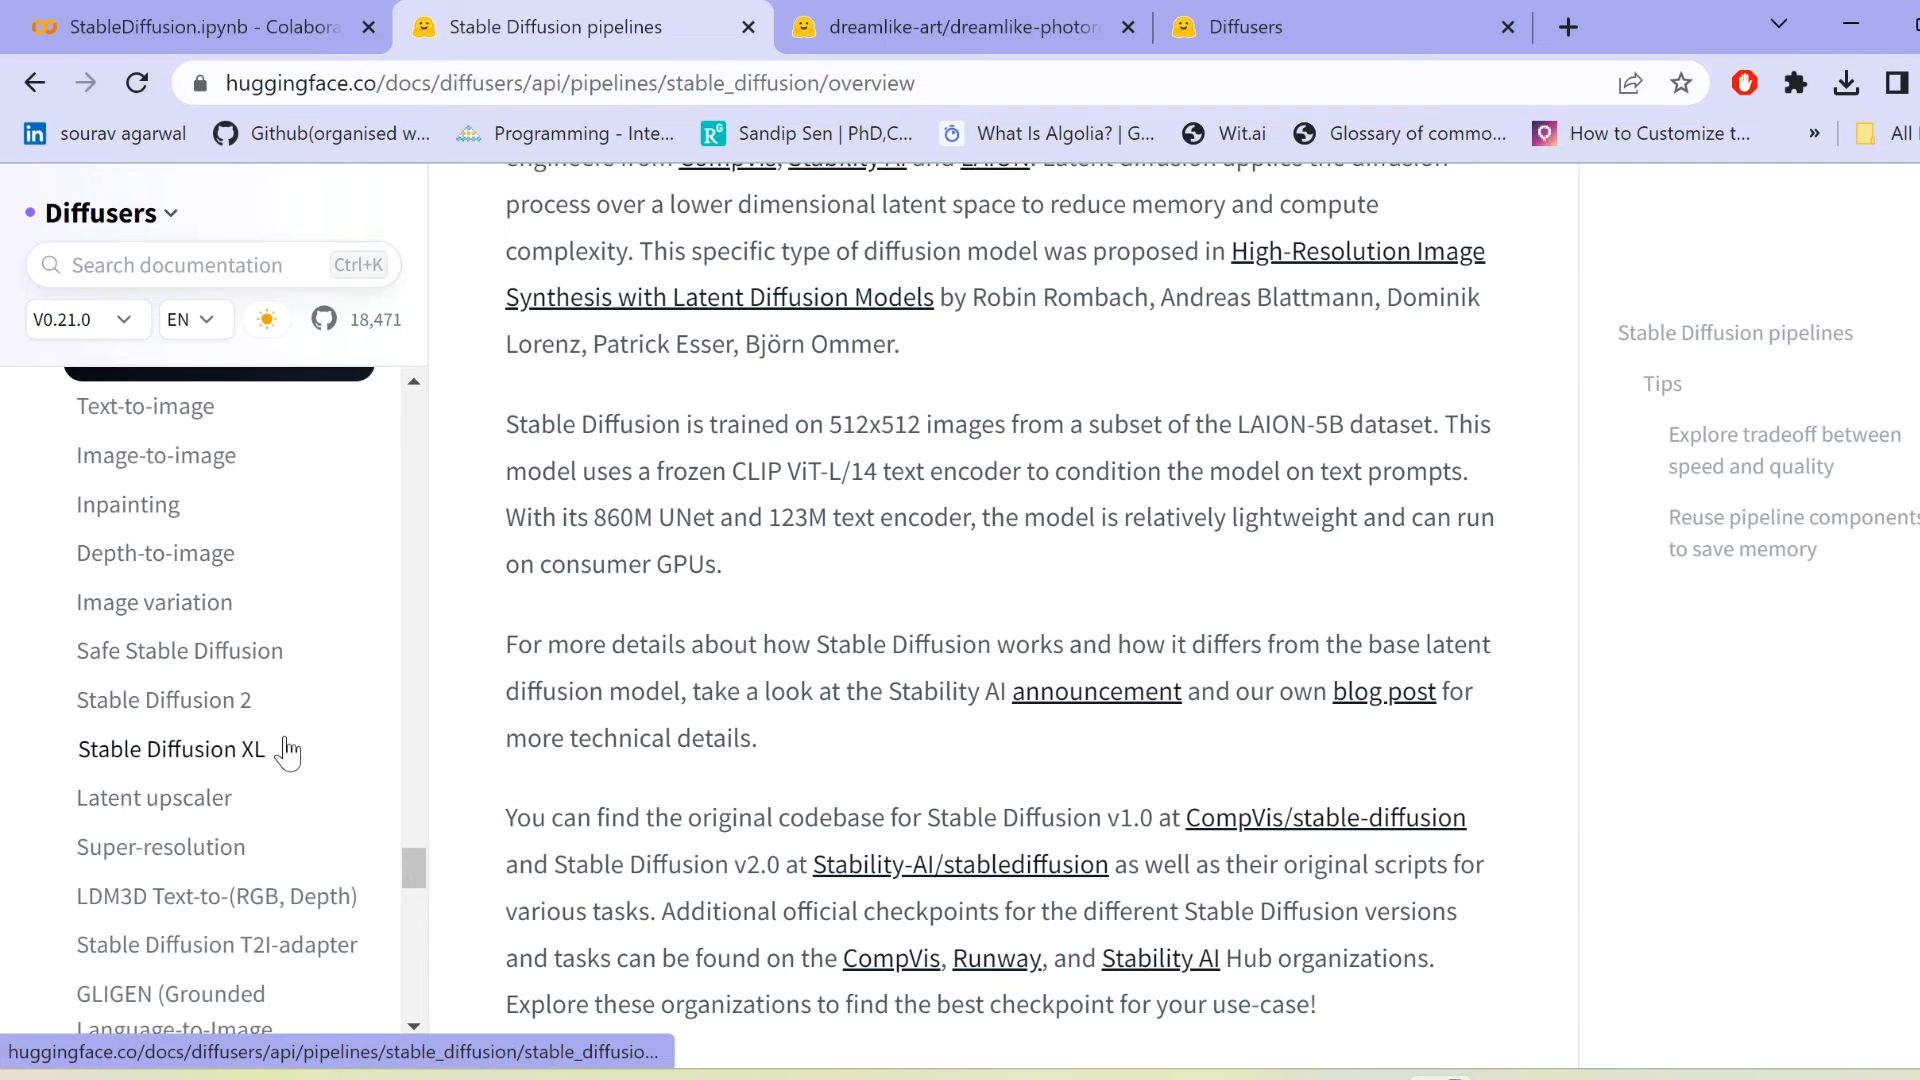 StableDiffusion.ipynb - Colabora
Stable Diffusion pipelines
dreamlike-art/dreamlike-photor
Diffusers
huggingface.co/docs/diffusers/api/pipelines/stable_diffusion/overview
sourav agarwal
Github(organised w...
Programming - Inte...
Sandip Sen | PhD,C...
What Is Algolia? | G...
Wit.ai
Glossary of commo...
How to Customize t...
»
All
Diffusers
Search documentation
Ctrl+K
V0.21.0
EN
18,471
Text-to-image
Image-to-image
Inpainting
Depth-to-image
Image variation
Safe Stable Diffusion
Stable Diffusion 2
Stable Diffusion XL
Latent upscaler
Super-resolution
LDM3D Text-to-(RGB, Depth)
Stable Diffusion T2I-adapter
GLIGEN (Grounded
Language-to-Image
engineers from CompVis, Stability AI and LAION. Latent diffusion applies the diffusion
process over a lower dimensional latent space to reduce memory and compute
complexity. This specific type of diffusion model was proposed in High-Resolution Image
Synthesis with Latent Diffusion Models by Robin Rombach, Andreas Blattmann, Dominik
Lorenz, Patrick Esser, Björn Ommer.
Stable Diffusion is trained on 512x512 images from a subset of the LAION-5B dataset. This
model uses a frozen CLIP ViT-L/14 text encoder to condition the model on text prompts.
With its 860M UNet and 123M text encoder, the model is relatively lightweight and can run
on consumer GPUs.
For more details about how Stable Diffusion works and how it differs from the base latent
diffusion model, take a look at the Stability AI announcement and our own blog post for
more technical details.
You can find the original codebase for Stable Diffusion v1.0 at CompVis/stable-diffusion
and Stable Diffusion v2.0 at Stability-AI/stablediffusion as well as their original scripts for
various tasks. Additional official checkpoints for the different Stable Diffusion versions
and tasks can be found on the CompVis, Runway, and Stability AI Hub organizations.
Explore these organizations to find the best checkpoint for your use-case!
Stable Diffusion pipelines
Tips
Explore tradeoff between
speed and quality
Reuse pipeline components
to save memory
huggingface.co/docs/diffusers/api/pipelines/stable_diffusion/stable_diffusio...